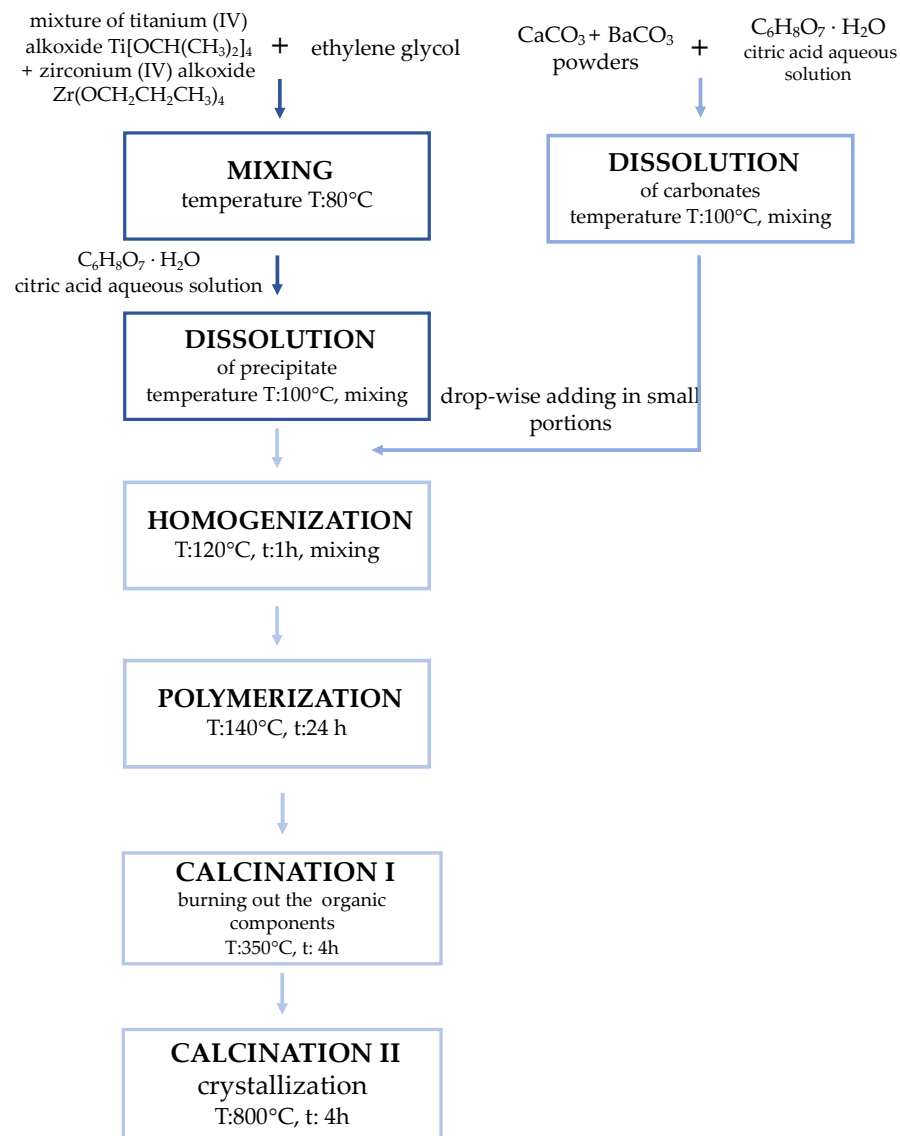 mixture of titanium (IV)
alkoxide Ti[OCH(CH₃)₂]₄
+ zirconium (IV) alkoxide
Zr(OCH₂CH₂CH₃)₄
+
ethylene glycol
CaCO₃ + BaCO₃
powders
+
C₆H₈O₇ · H₂O
citric acid aqueous
solution
MIXING
temperature T:80°C
DISSOLUTION
of carbonates
temperature T:100°C, mixing
C₆H₈O₇ · H₂O
citric acid aqueous solution
DISSOLUTION
of precipitate
temperature T:100°C, mixing
drop-wise adding in small
portions
HOMOGENIZATION
T:120°C, t:1h, mixing
POLYMERIZATION
T:140°C, t:24 h
CALCINATION I
burning out the organic
components
T:350°C, t: 4h
CALCINATION II
crystallization
T:800°C, t: 4h